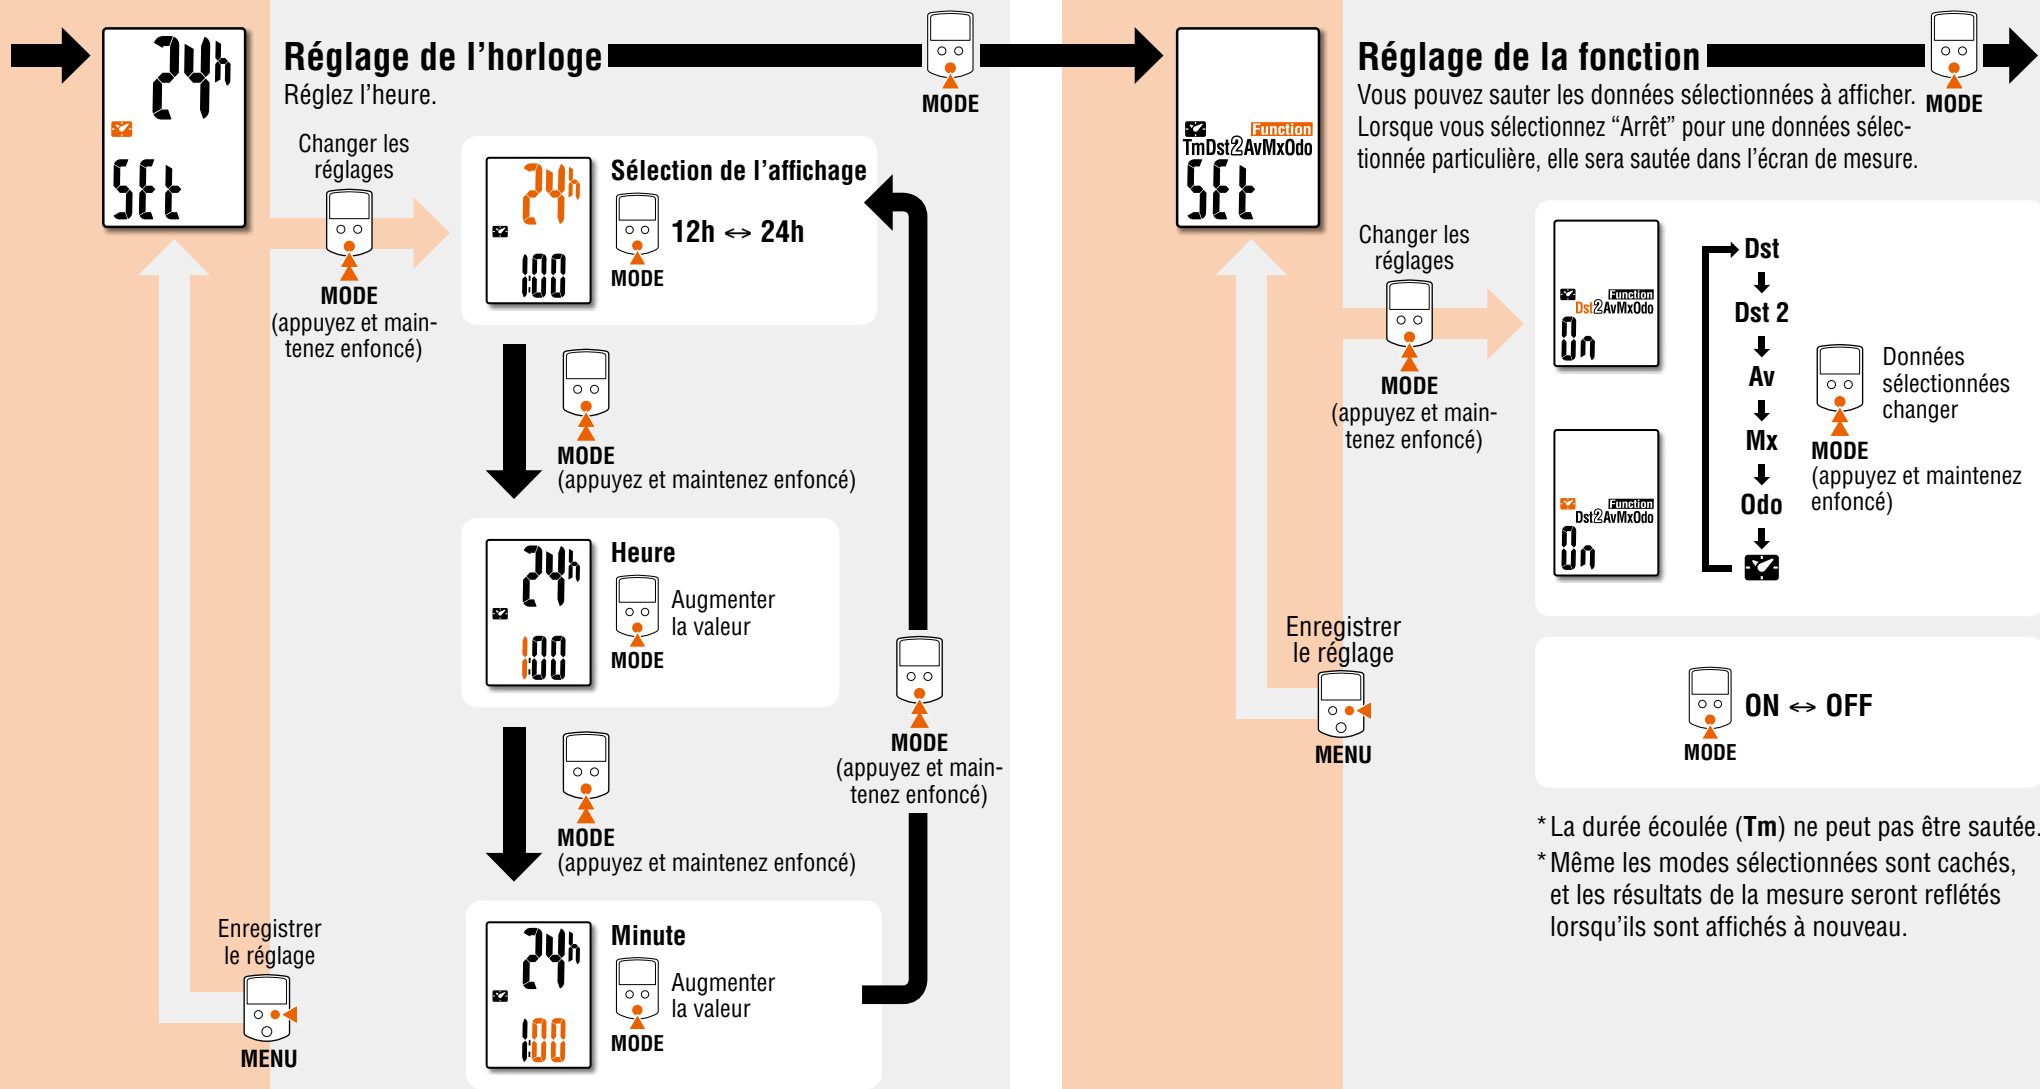 24h
SEt
Réglage de l'horloge
Réglez l'heure.
MODE
Changer les
réglages
MODE
(appuyez et main-
tenez enfoncé)
24h
1:00
Sélection de l'affichage
12h ↔ 24h
MODE
MODE
(appuyez et maintenez enfoncé)
24h
1:00
Heure
Augmenter
la valeur
MODE
MODE
(appuyez et maintenez enfoncé)
24h
1:00
Minute
Augmenter
la valeur
MODE
MODE
(appuyez et main-
tenez enfoncé)
Enregistrer
le réglage
MENU
Function
TmDst2AvMxOdo
SEt
Réglage de la fonction
MODE
Vous pouvez sauter les données sélectionnées à afficher.
Lorsque vous sélectionnez “Arrêt” pour une données sélec-
tionnée particulière, elle sera sautée dans l'écran de mesure.
Changer les
réglages
MODE
(appuyez et main-
tenez enfoncé)
Function
Dst2AvMxOdo
On
Function
Dst2AvMxOdo
On
Dst
Dst 2
Av
Mx
Odo
Données
sélectionnées
changer
MODE
(appuyez et maintenez
enfoncé)
Enregistrer
le réglage
MENU
ON ↔ OFF
MODE
* La durée écoulée (Tm) ne peut pas être sautée.
* Même les modes sélectionnées sont cachés,
et les résultats de la mesure seront reflétés
lorsqu'ils sont affichés à nouveau.